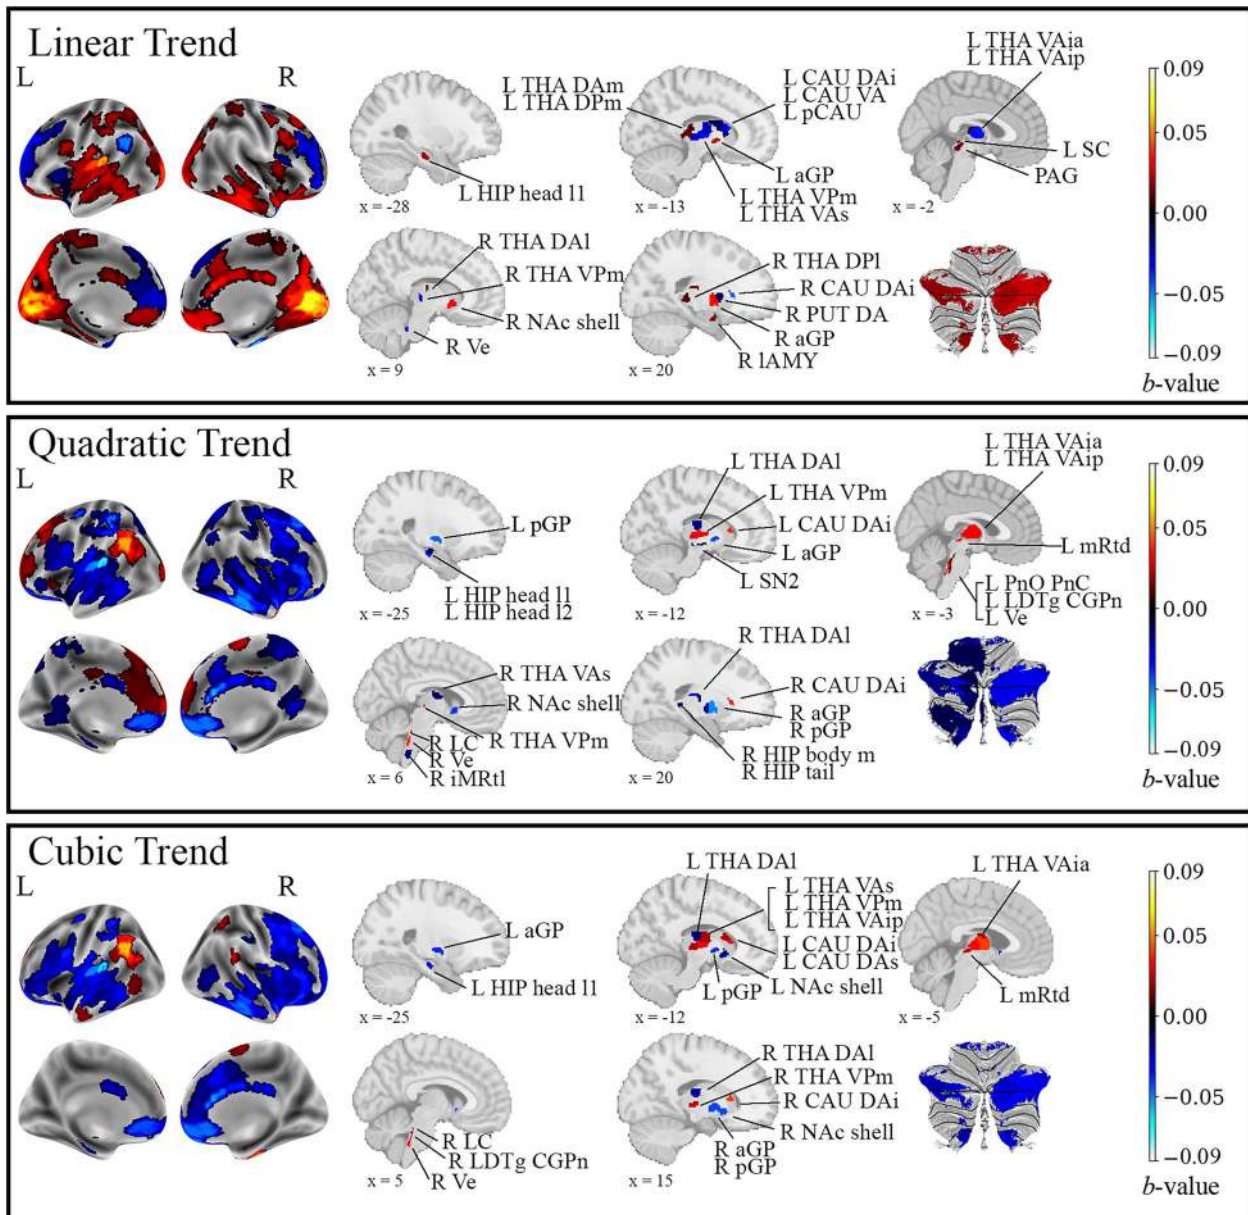 Linear Trend
L
R
L HIP head l1
x = -28
L THA DAm
L THA DPm
L CAU DAi
L CAU VA
L pCAU
L aGP
L THA VPm
L THA VAs
x = -13
L THA VAia
L THA VAip
L SC
PAG
x = -2
R THA DAl
R THA VPm
R NAc shell
R Ve
x = 9
R THA DPl
R CAU DAi
R PUT DA
R aGP
R lAMY
x = 20
0.09
0.05
0.00
−0.05
−0.09
b-value
Quadratic Trend
L
R
L pGP
L HIP head l1
L HIP head l2
x = -25
L THA DAl
L THA VPm
L CAU DAi
L aGP
L SN2
x = -12
L THA VAia
L THA VAip
L mRtd
L PnO PnC
L LDTg CGPn
L Ve
x = -3
R THA VAs
R NAc shell
R THA VPm
R LC
R Ve
R iMRtl
x = 6
R THA DAl
R CAU DAi
R aGP
R pGP
R HIP body m
R HIP tail
x = 20
0.09
0.05
0.00
−0.05
−0.09
b-value
Cubic Trend
L
R
L aGP
L HIP head l1
x = -25
L THA DAl
L THA VAs
L THA VPm
L THA VAip
L CAU DAi
L CAU DAs
L NAc shell
L pGP
x = -12
L THA VAia
L mRtd
x = -5
R LC
R LDTg CGPn
R Ve
x = 5
R THA DAl
R THA VPm
R CAU DAi
R NAc shell
R aGP
R pGP
x = 15
0.09
0.05
0.00
−0.05
−0.09
b-value